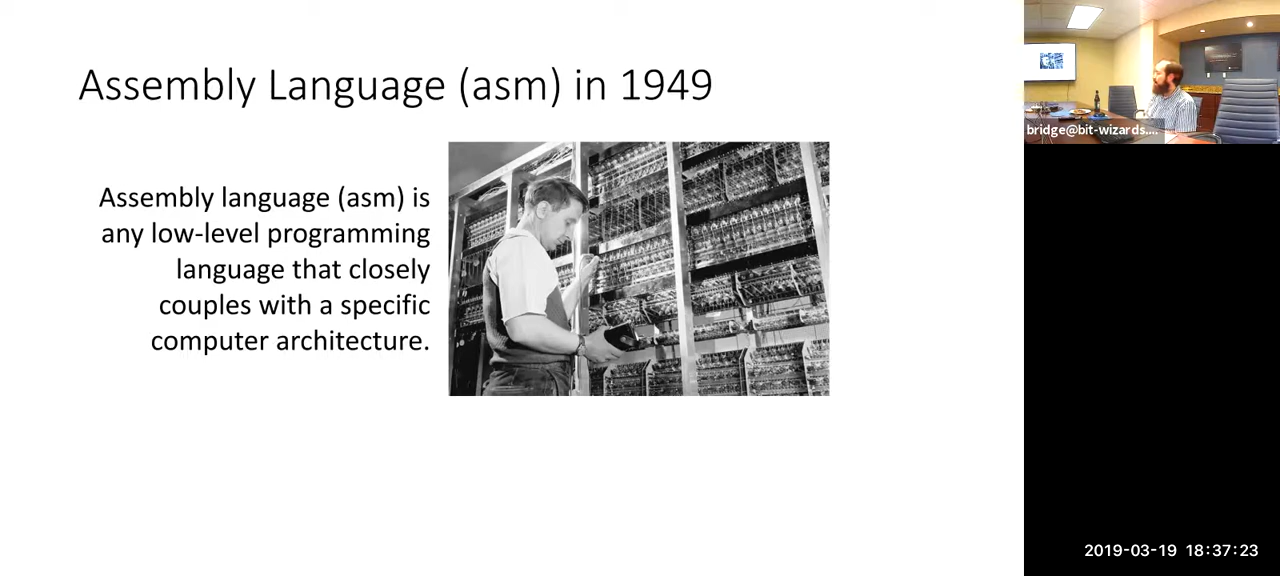 Assembly Language (asm) in 1949
Assembly language (asm) is
any low-level programming
language that closely
couples with a specific
computer architecture.
bridge@bit-wizards....
2019-03-19 18:37:23